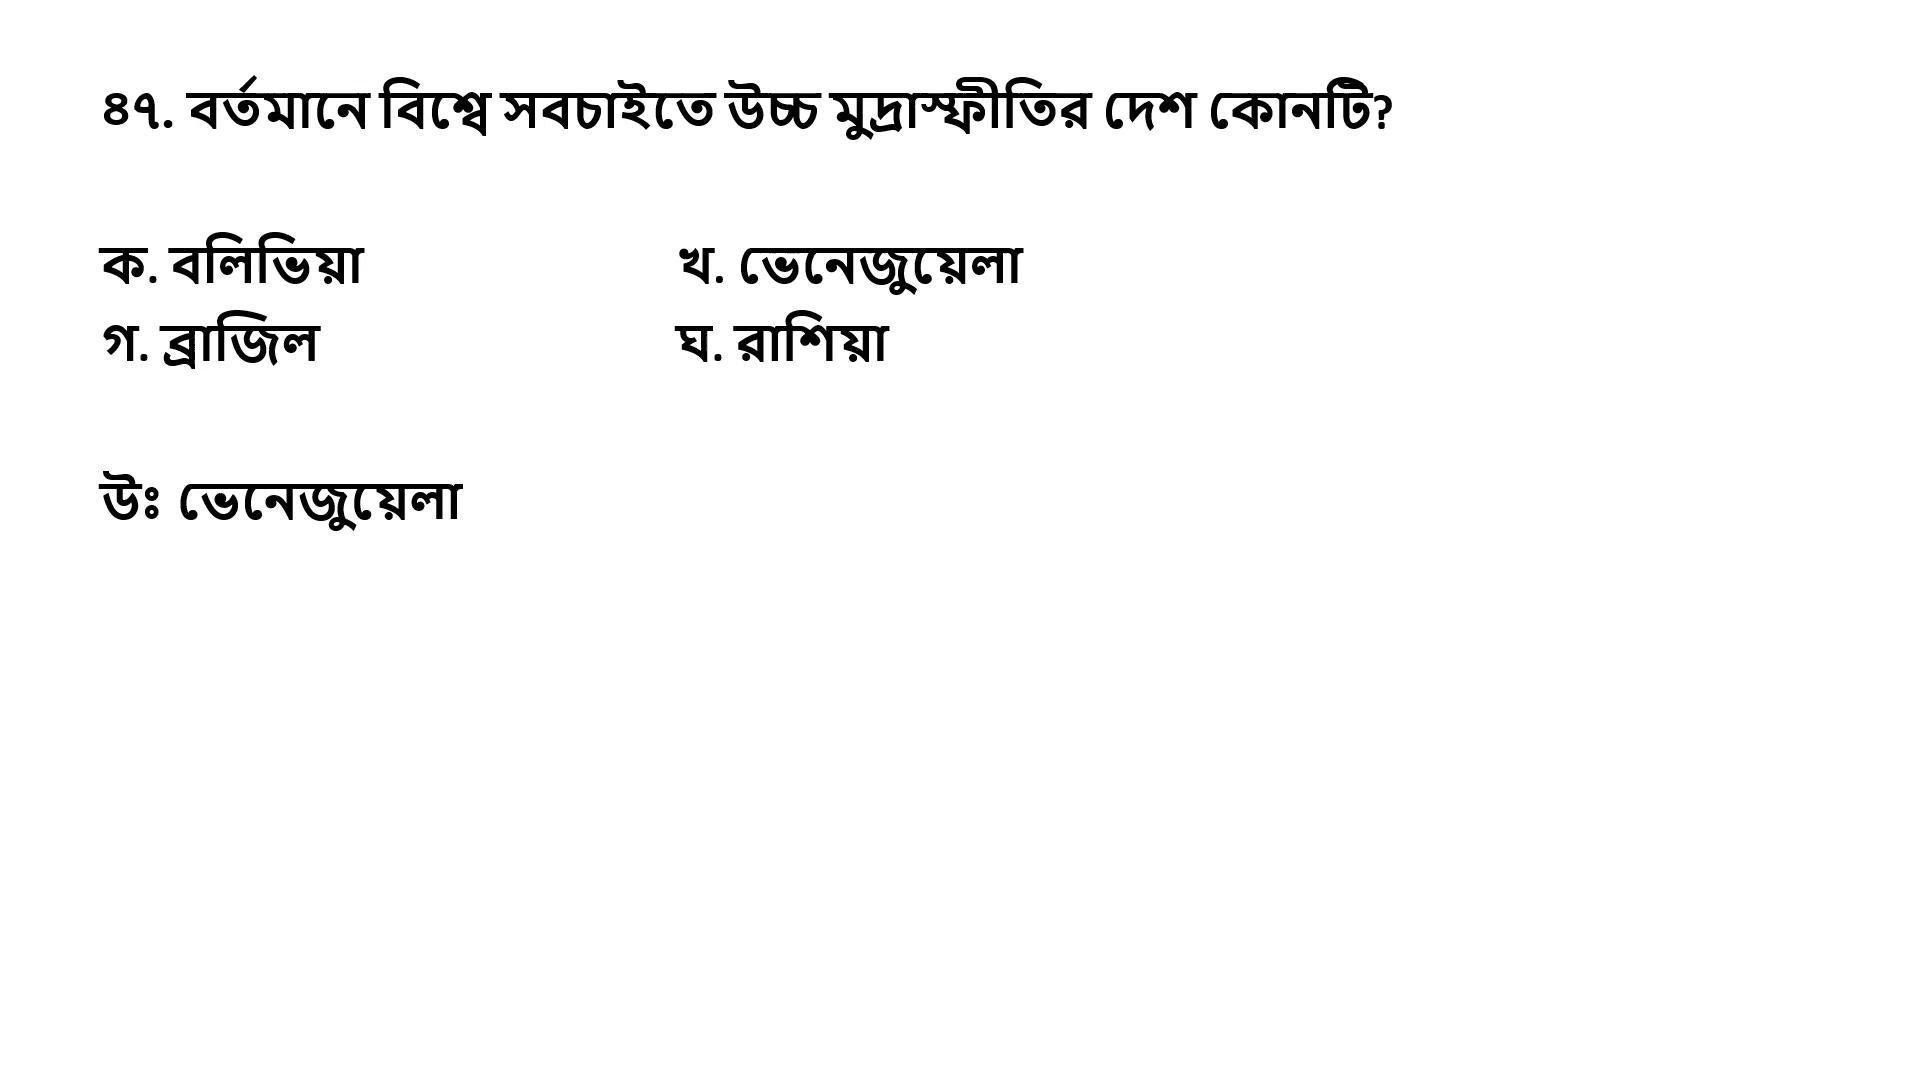 ৪৭. বর্তমানে বিশ্বে সবচাইতে উচ্চ মুদ্রাস্ফীতির দেশ কোনটি?
ক. বলিভিয়া খ. ভেনেজুয়েলা
গ. ব্রাজিল ঘ. রাশিয়া
উঃ ভেনেজুয়েলা